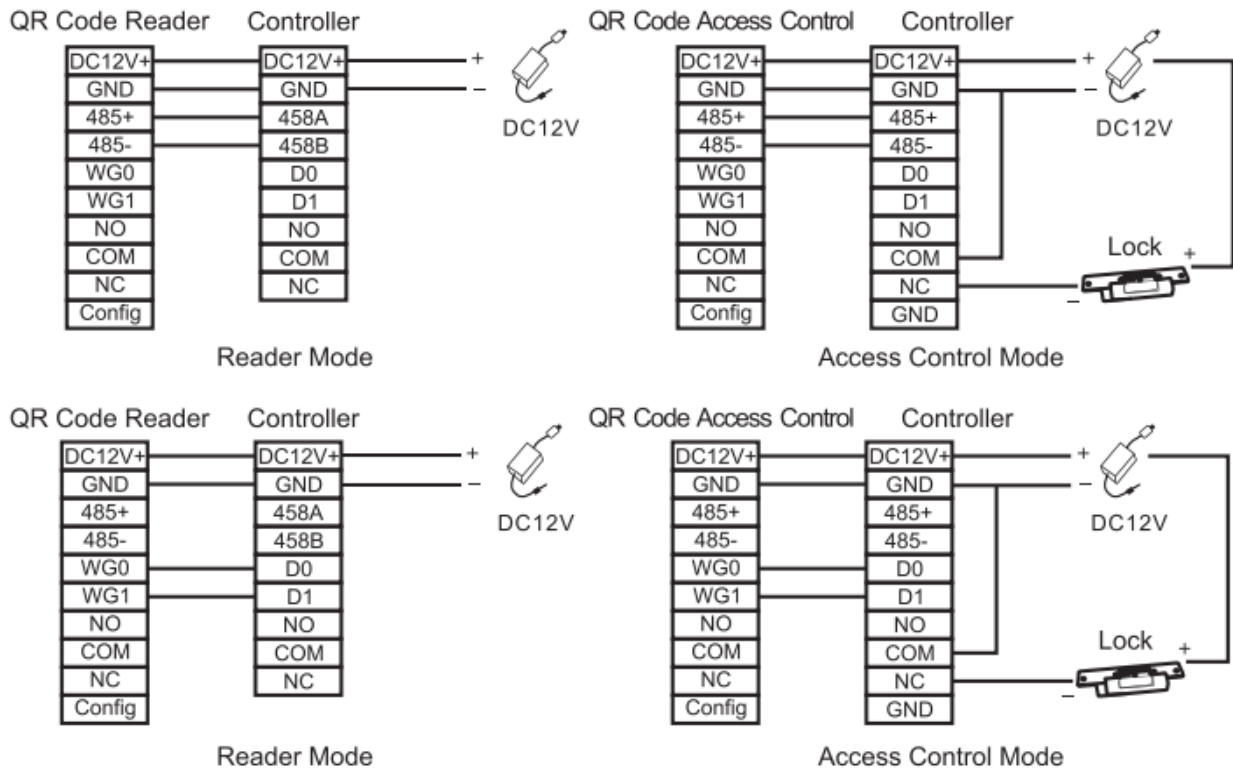 QR Code Reader Controller
DC12V+ DC12V+ +
GND GND −
485+ 458A
DC12V
485- 458B
WG0 D0
WG1 D1
NO NO
COM COM
NC NC
Config
Reader Mode
QR Code Access Control Controller
DC12V+ DC12V+ +
GND GND −
485+ 485+
DC12V
485- 485-
WG0 D0
WG1 D1
NO NO
Lock +
COM COM
NC NC −
Config GND
Access Control Mode
QR Code Reader Controller
DC12V+ DC12V+ +
GND GND −
485+ 458A
DC12V
485- 458B
WG0 D0
WG1 D1
NO NO
COM COM
NC NC
Config
Reader Mode
QR Code Access Control Controller
DC12V+ DC12V+ +
GND GND −
485+ 485+
DC12V
485- 485-
WG0 D0
WG1 D1
NO NO
Lock +
COM COM
NC NC −
Config GND
Access Control Mode